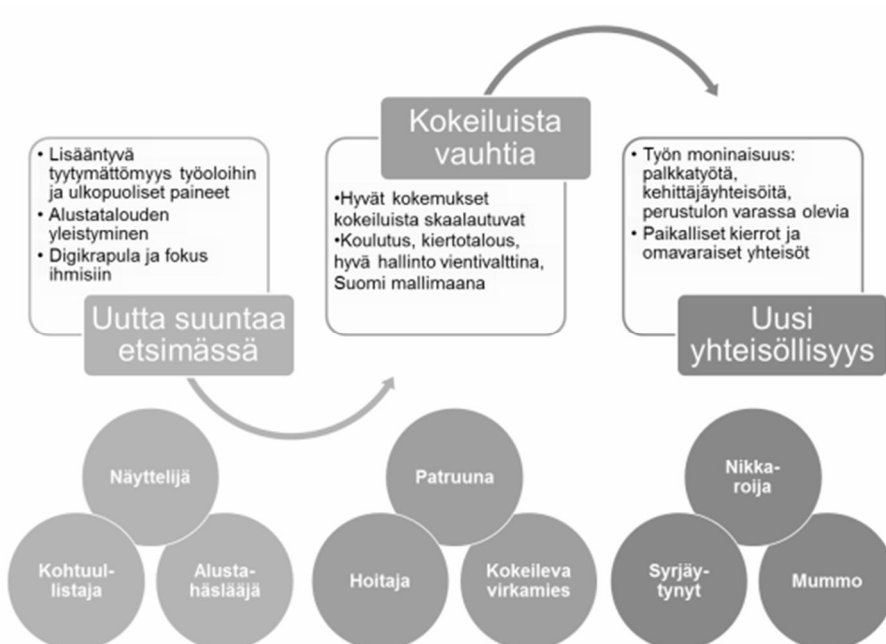 • Lisääntyvä
tyytymättömyys työoloihin
ja ulkopuoliset paineet
• Alustatalouden
yleistyminen
• Digikrapula ja fokus
ihmisiin
Uutta suuntaa
etsimässä
Kokeiluista
vauhtia
•Hyvät kokemukset
kokeiluista skaalautuvat
•Koulutus, kiertotalous,
hyvä hallinto vientivalttina,
Suomi mallimaana
• Työn moninaisuus:
palkkatyötä,
kehittäjäyhteisöitä,
perustulon varassa olevia
• Paikalliset kierrot ja
omavaraiset yhteisöt
Uusi
yhteisöllisyys
Näyttelijä
Kohtuul-
listaja
Alusta-
häslääjä
Patruuna
Hoitaja
Kokeileva
virkamies
Nikka-
roija
Syrjäy-
tynyt
Mummo